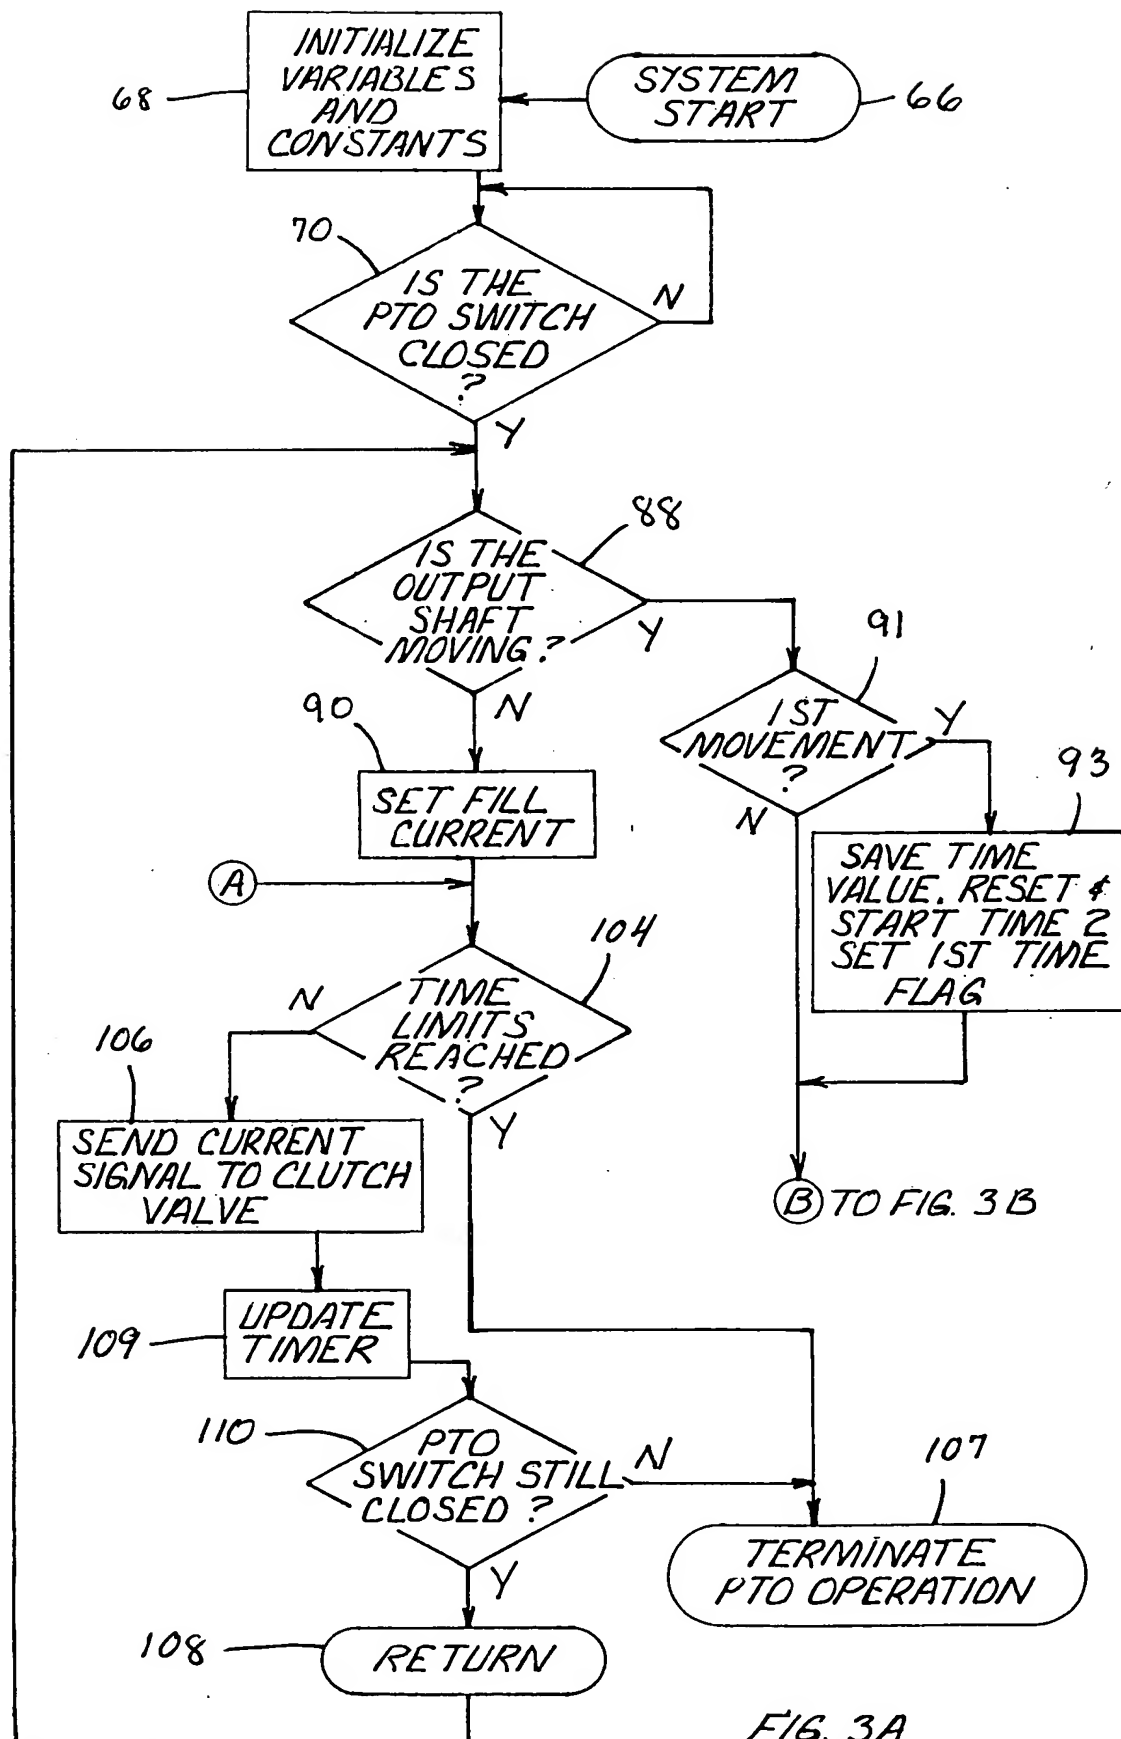 INITIALIZE
VARIABLES
AND
CONSTANTS
68
SYSTEM
START
66
70
IS THE
PTO SWITCH
CLOSED
?
N
Y
88
IS THE
OUTPUT
SHAFT
MOVING?
Y
N
91
1ST
MOVEMENT
?
Y
N
90
SET FILL
CURRENT
93
SAVE TIME
VALUE. RESET &
START TIME 2
SET 1ST TIME
FLAG
A
104
TIME
LIMITS
REACHED
?
N
Y
106
SEND CURRENT
SIGNAL TO CLUTCH
VALVE
B TO FIG. 3B
109
UPDATE
TIMER
110
PTO
SWITCH STILL
CLOSED ?
N
Y
107
TERMINATE
PTO OPERATION
108
RETURN
FIG. 3A